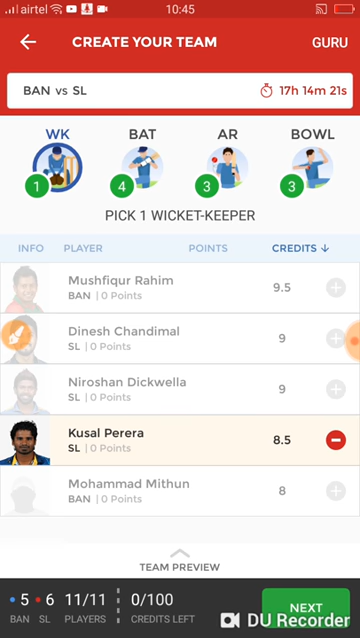 airtel 10:45
CREATE YOUR TEAM GURU
BAN vs SL 17h 14m 21s
WK BAT AR BOWL
1 4 3 3
PICK 1 WICKET-KEEPER
INFO PLAYER POINTS CREDITS ↓
Mushfiqur Rahim 9.5
BAN | 0 Points
Dinesh Chandimal 9
SL | 0 Points
Niroshan Dickwella 9
SL | 0 Points
Kusal Perera 8.5
SL | 0 Points
Mohammad Mithun 8
BAN | 0 Points
TEAM PREVIEW
5 6 11/11 0/100 NEXT
BAN SL PLAYERS CREDITS LEFT
DU Recorder